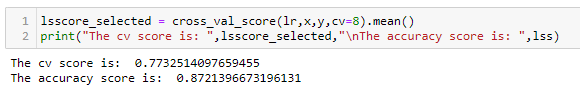 1 lsscore_selected = cross_val_score(lr,x,y,cv=8).mean()
2 print("The cv score is: ",lsscore_selected,"\nThe accuracy score is: ",lss)
The cv score is:  0.7732514097659455
The accuracy score is:  0.8721396673196131